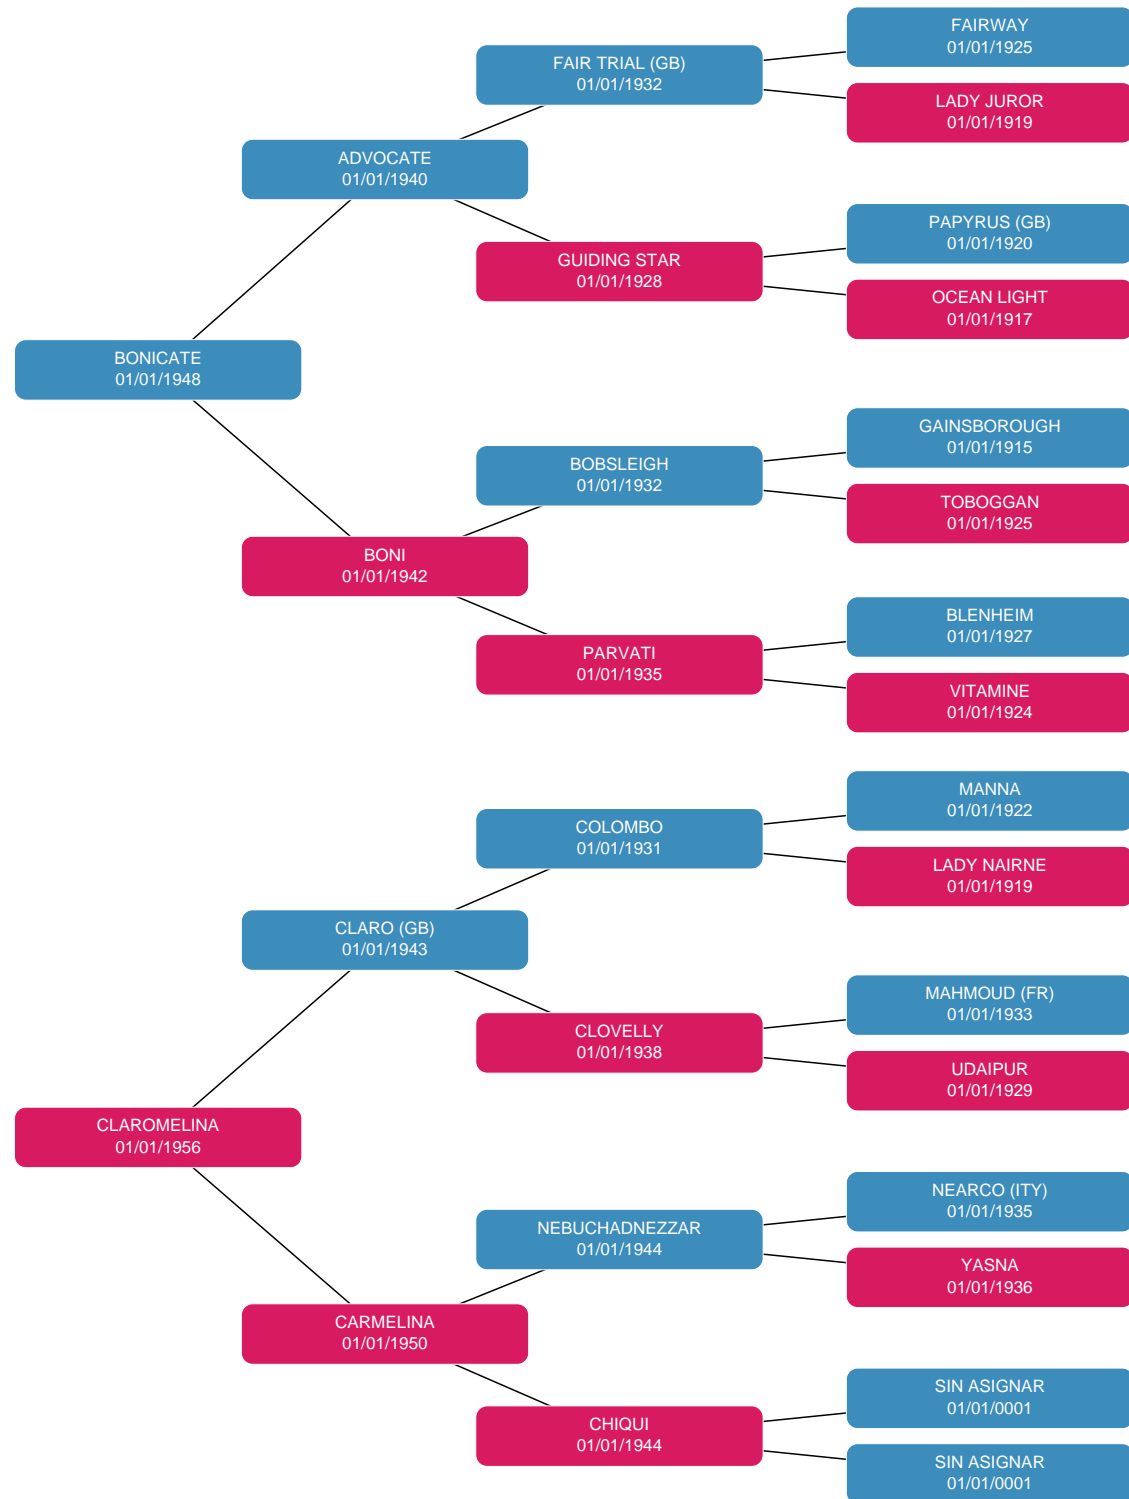 FAIRWAY
01/01/1925
FAIR TRIAL (GB)
01/01/1932
LADY JUROR
01/01/1919
ADVOCATE
01/01/1940
PAPYRUS (GB)
01/01/1920
GUIDING STAR
01/01/1928
OCEAN LIGHT
01/01/1917
BONICATE
01/01/1948
GAINSBOROUGH
01/01/1915
BOBSLEIGH
01/01/1932
TOBOGGAN
01/01/1925
BONI
01/01/1942
BLENHEIM
01/01/1927
PARVATI
01/01/1935
VITAMINE
01/01/1924
MANNA
01/01/1922
COLOMBO
01/01/1931
LADY NAIRNE
01/01/1919
CLARO (GB)
01/01/1943
MAHMOUD (FR)
01/01/1933
CLOVELLY
01/01/1938
UDAIPUR
01/01/1929
CLAROMELINA
01/01/1956
NEARCO (ITY)
01/01/1935
NEBUCHADNEZZAR
01/01/1944
YASNA
01/01/1936
CARMELINA
01/01/1950
SIN ASIGNAR
01/01/0001
CHIQUI
01/01/1944
SIN ASIGNAR
01/01/0001